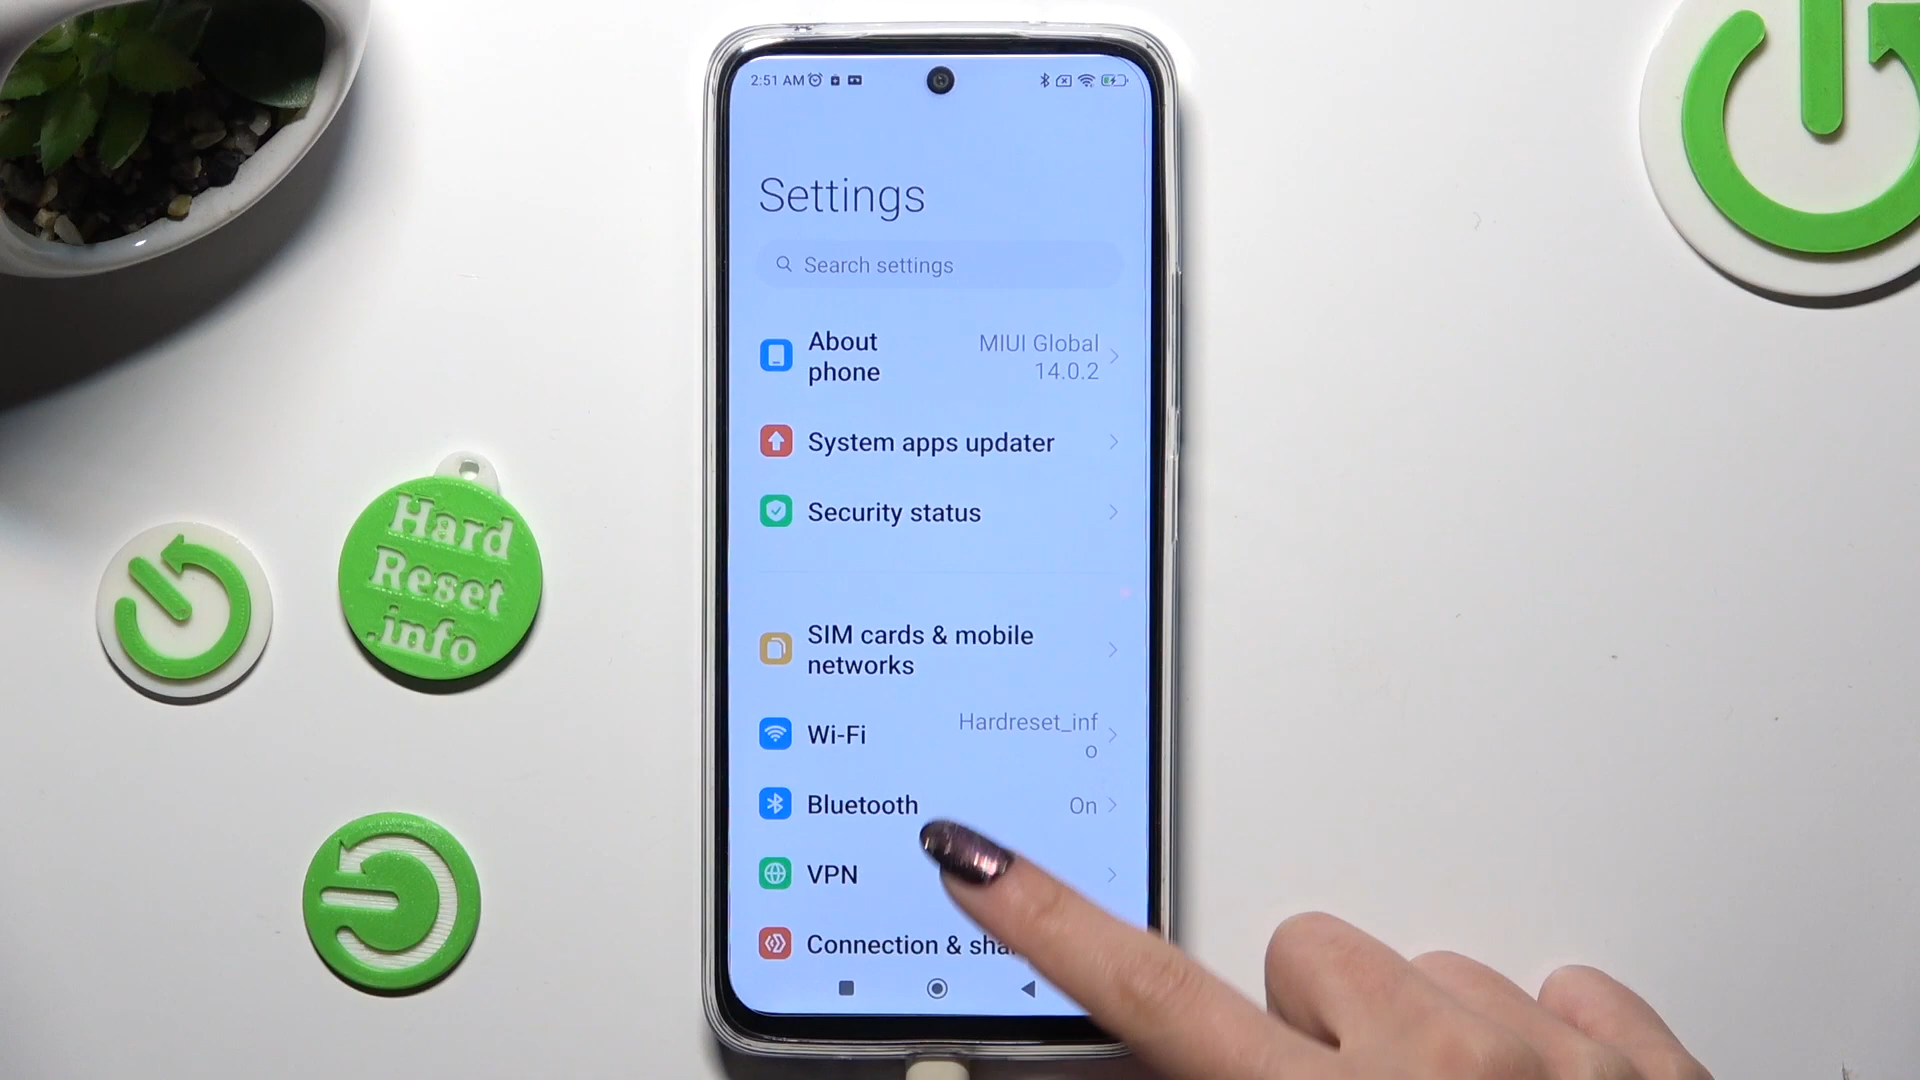 2:51 AM
Settings
Search settings
About
phone
MIUI Global
14.0.2
System apps updater
Security status
SIM cards & mobile
networks
Wi-Fi
Hardreset_inf
o
Bluetooth
On
VPN
Connection & sha
Hard
Reset
.info